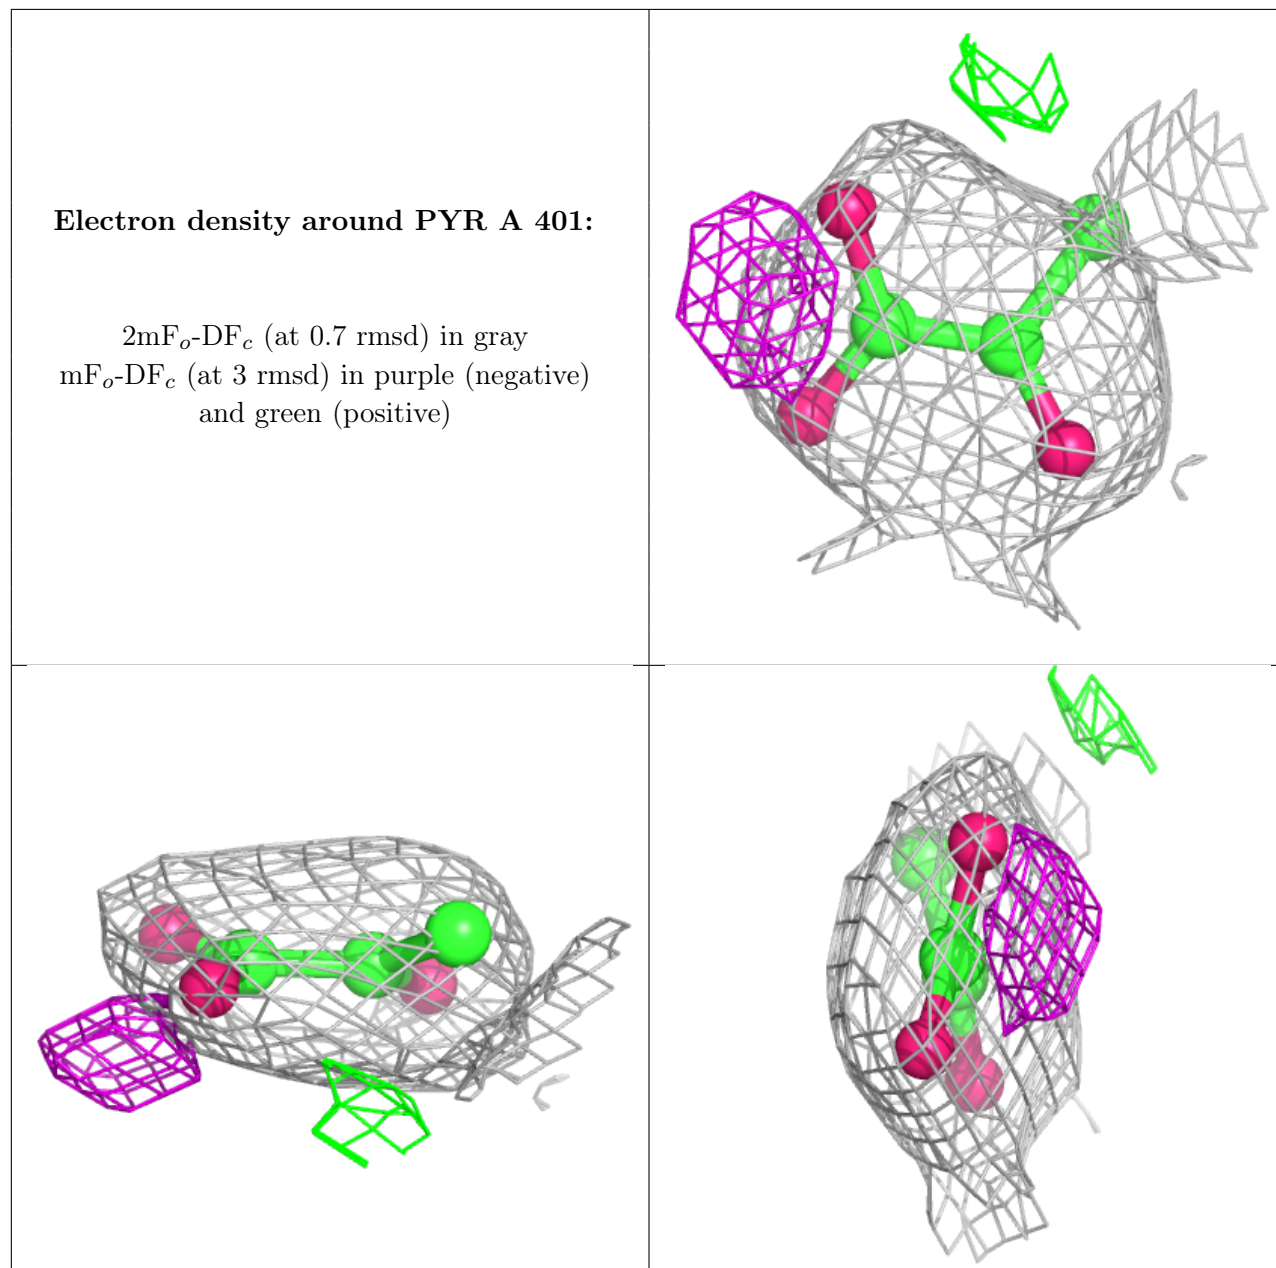 Electron density around PYR A 401:
2mFo-DFc (at 0.7 rmsd) in gray
mFo-DFc (at 3 rmsd) in purple (negative)
and green (positive)